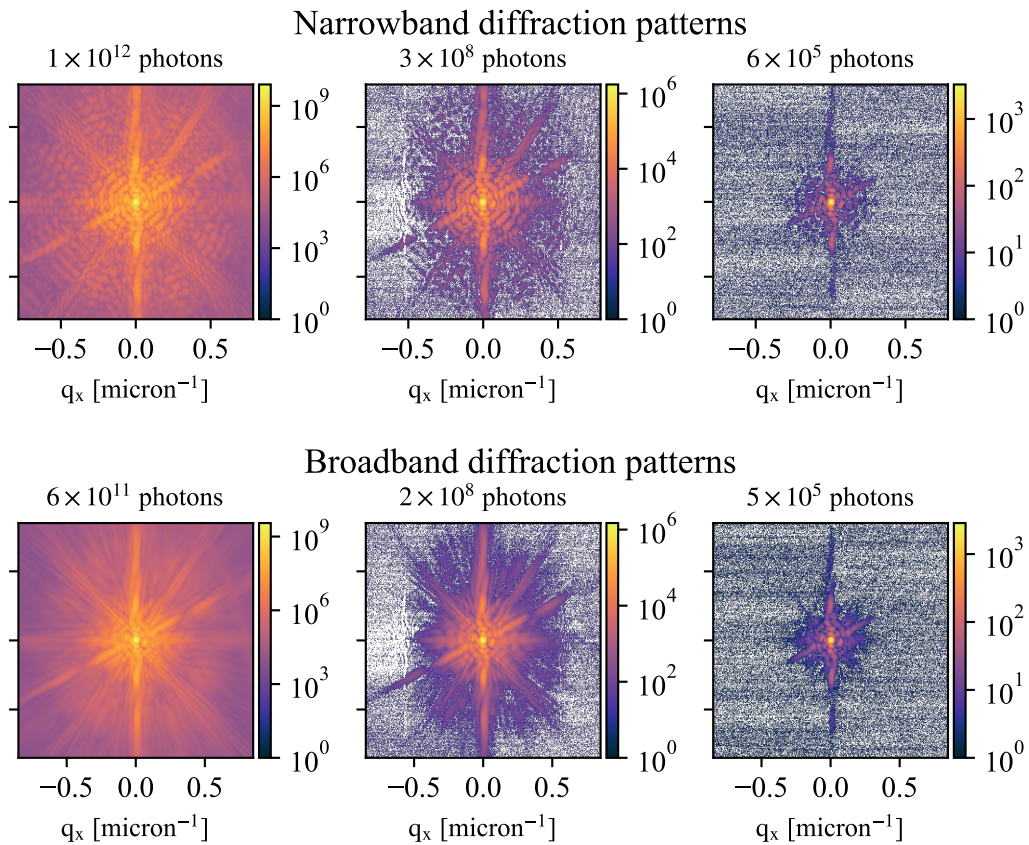 Narrowband diffraction patterns
1 × 10¹² photons
3 × 10⁸ photons
6 × 10⁵ photons
10⁹
10⁶
10³
10⁰
10⁶
10⁴
10²
10⁰
10³
10²
10¹
10⁰
−0.5 0.0 0.5
−0.5 0.0 0.5
−0.5 0.0 0.5
qₓ [micron⁻¹]
qₓ [micron⁻¹]
qₓ [micron⁻¹]
Broadband diffraction patterns
6 × 10¹¹ photons
2 × 10⁸ photons
5 × 10⁵ photons
10⁹
10⁶
10³
10⁰
10⁶
10⁴
10²
10⁰
10³
10²
10¹
10⁰
−0.5 0.0 0.5
−0.5 0.0 0.5
−0.5 0.0 0.5
qₓ [micron⁻¹]
qₓ [micron⁻¹]
qₓ [micron⁻¹]